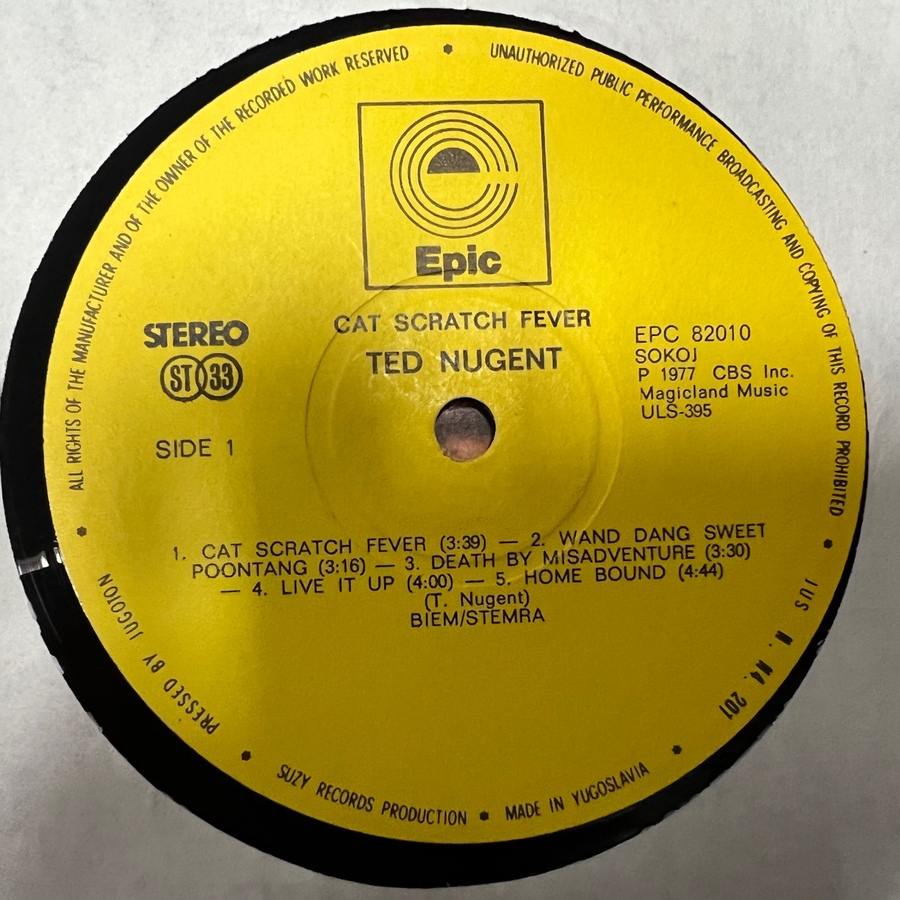 ALL RIGHTS OF THE MANUFACTURER AND OF THE OWNER OF THE RECORDED WORK RESERVED
UNAUTHORIZED PUBLIC PERFORMANCE BROADCASTING AND COPYING OF THIS RECORD PROHIBITED
Epic
CAT SCRATCH FEVER
TED NUGENT
STEREO
ST 33
SIDE 1
EPC 82010
SOKOJ
P 1977 CBS Inc.
Magicland Music
ULS-395
1. CAT SCRATCH FEVER (3:39) — 2. WAND DANG SWEET
POONTANG (3:16) — 3. DEATH BY MISADVENTURE (3:30)
— 4. LIVE IT UP (4:00) — 5. HOME BOUND (4:44)
(T. Nugent)
BIEM/STEMRA
PRESSED BY JUGOTON
SUZY RECORDS PRODUCTION
MADE IN YUGOSLAVIA
JUS N. N4. 201